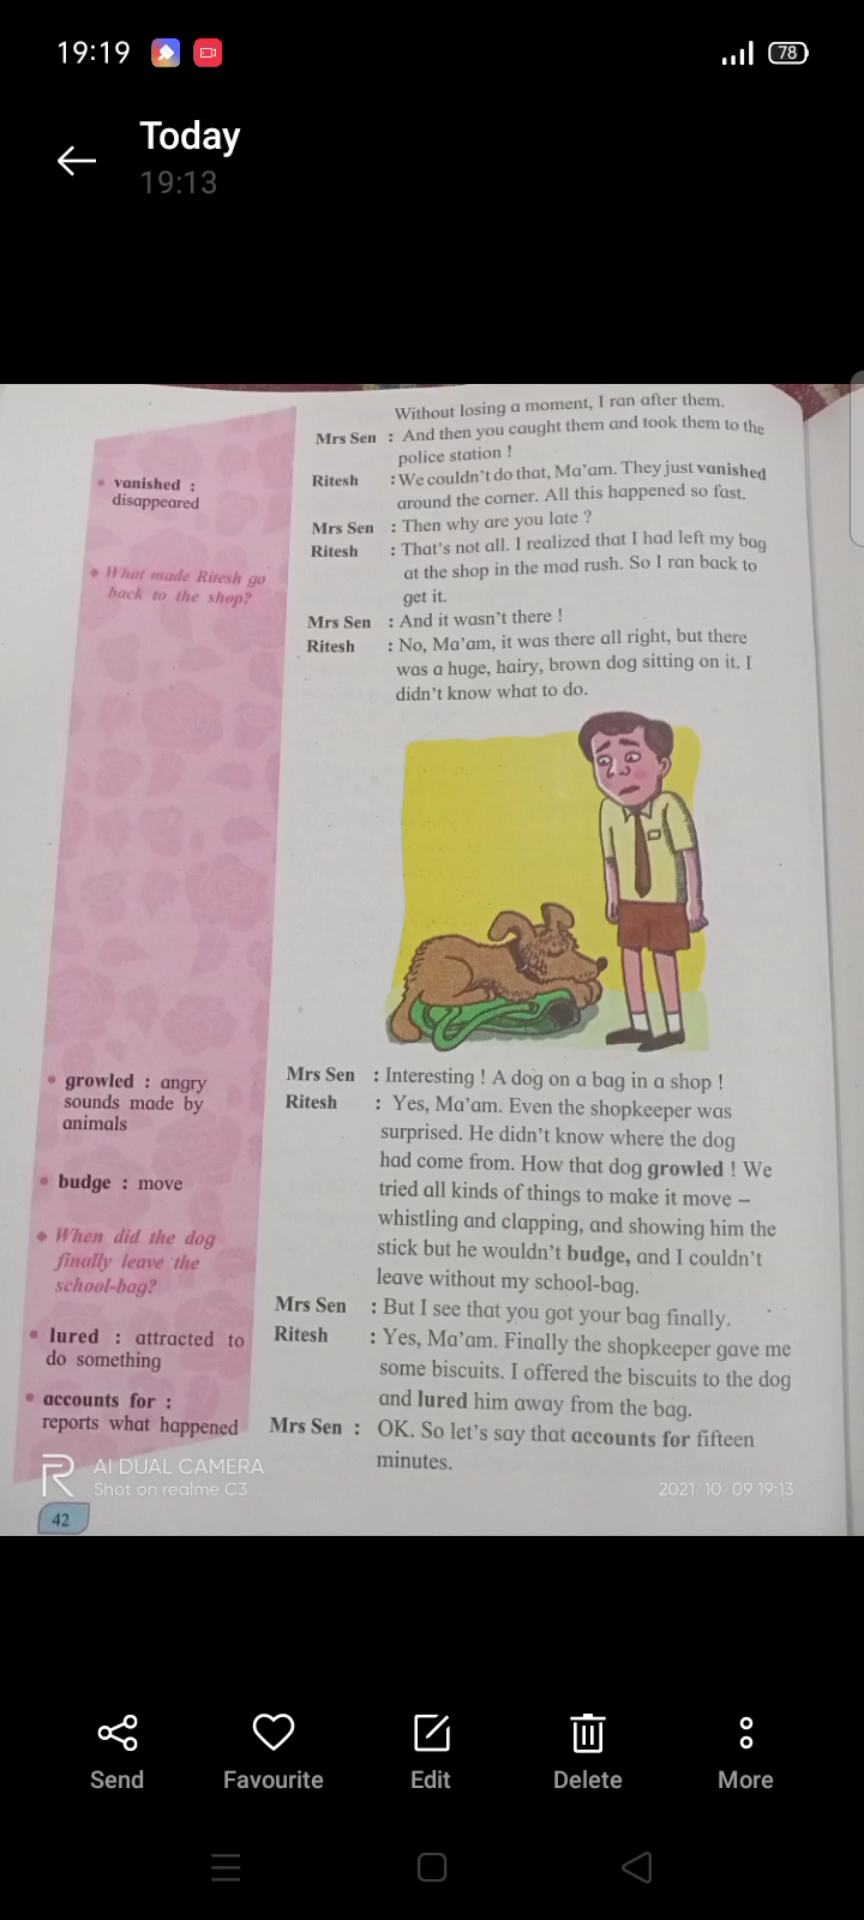 19:19
78
Today
19:13
Without losing a moment, I ran after them.
Mrs Sen : And then you caught them and took them to the
police station !
Ritesh : We couldn't do that, Ma'am. They just vanished
around the corner. All this happened so fast.
Mrs Sen : Then why are you late ?
Ritesh : That's not all. I realized that I had left my bag
at the shop in the mad rush. So I ran back to
get it.
Mrs Sen : And it wasn't there !
Ritesh : No, Ma'am, it was there all right, but there
was a huge, hairy, brown dog sitting on it. I
didn't know what to do.
• vanished :
disappeared
◆ What made Ritesh go
back to the shop?
Mrs Sen : Interesting ! A dog on a bag in a shop !
Ritesh : Yes, Ma'am. Even the shopkeeper was
surprised. He didn't know where the dog
had come from. How that dog growled ! We
tried all kinds of things to make it move –
whistling and clapping, and showing him the
stick but he wouldn't budge, and I couldn't
leave without my school-bag.
Mrs Sen : But I see that you got your bag finally.
Ritesh : Yes, Ma'am. Finally the shopkeeper gave me
some biscuits. I offered the biscuits to the dog
and lured him away from the bag.
Mrs Sen : OK. So let's say that accounts for fifteen
minutes.
• growled : angry
sounds made by
animals
• budge : move
◆ When did the dog
finally leave the
school-bag?
• lured : attracted to
do something
• accounts for :
reports what happened
R
AI DUAL CAMERA
Shot on realme C3
2021/10/09 19:13
42
Send
Favourite
Edit
Delete
More